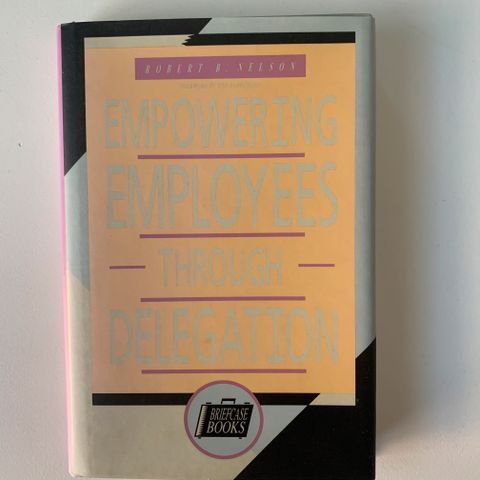 ROBERT B. NELSON
EMPOWERING
EMPLOYEES
THROUGH
DELEGATION
BRIEFCASE
BOOKS